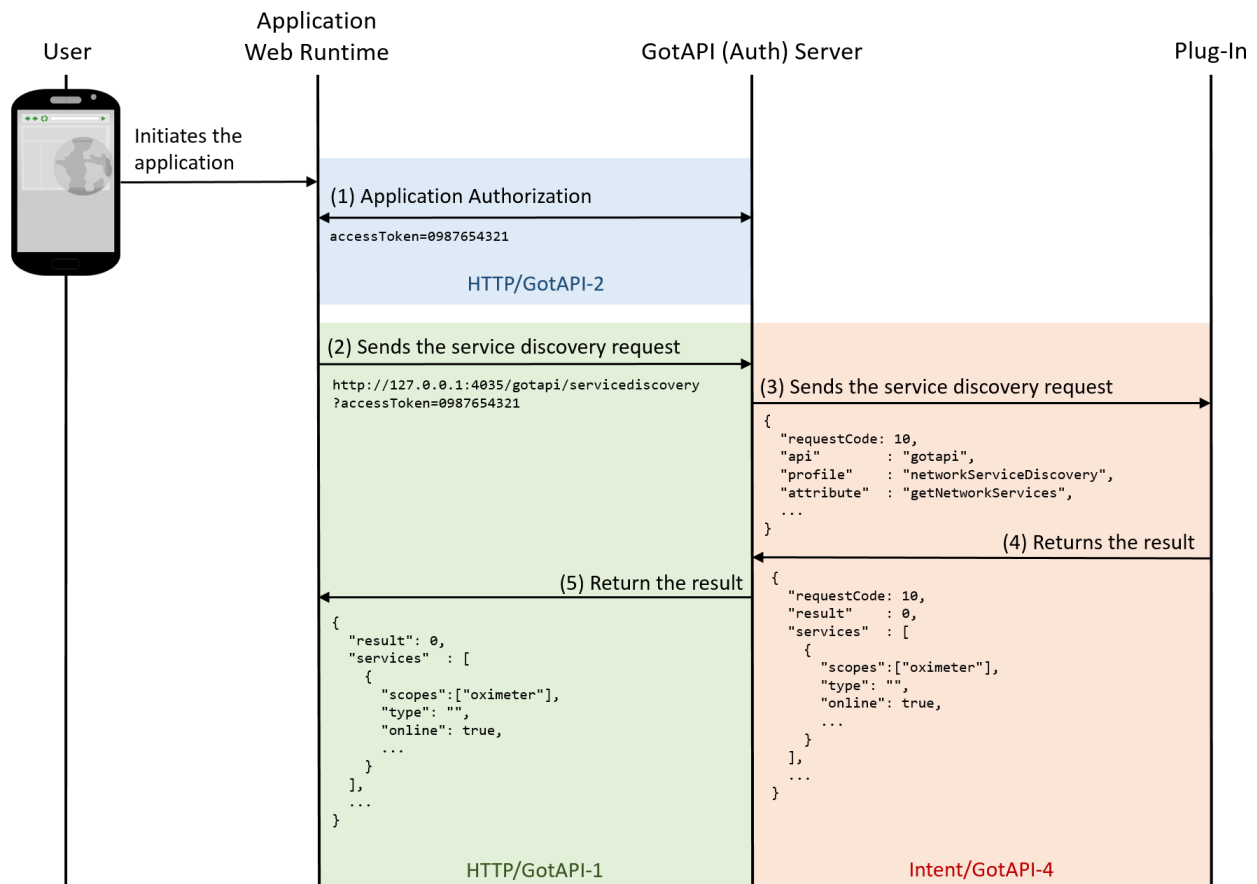 User
Application
Web Runtime
GotAPI (Auth) Server
Plug-In
Initiates the
application
(1) Application Authorization
accessToken=0987654321
HTTP/GotAPI-2
(2) Sends the service discovery request
http://127.0.0.1:4035/gotapi/servicediscovery
?accessToken=0987654321
(3) Sends the service discovery request
{
  "requestCode: 10,
  "api"        : "gotapi",
  "profile"    : "networkServiceDiscovery",
  "attribute"  : "getNetworkServices",
  ...
}
(4) Returns the result
{
  "requestCode: 10,
  "result"    : 0,
  "services"  : [
    {
      "scopes":["oximeter"],
      "type": "",
      "online": true,
      ...
    }
  ],
  ...
}
(5) Return the result
{
  "result": 0,
  "services"  : [
    {
      "scopes":["oximeter"],
      "type": "",
      "online": true,
      ...
    }
  ],
  ...
}
HTTP/GotAPI-1
Intent/GotAPI-4